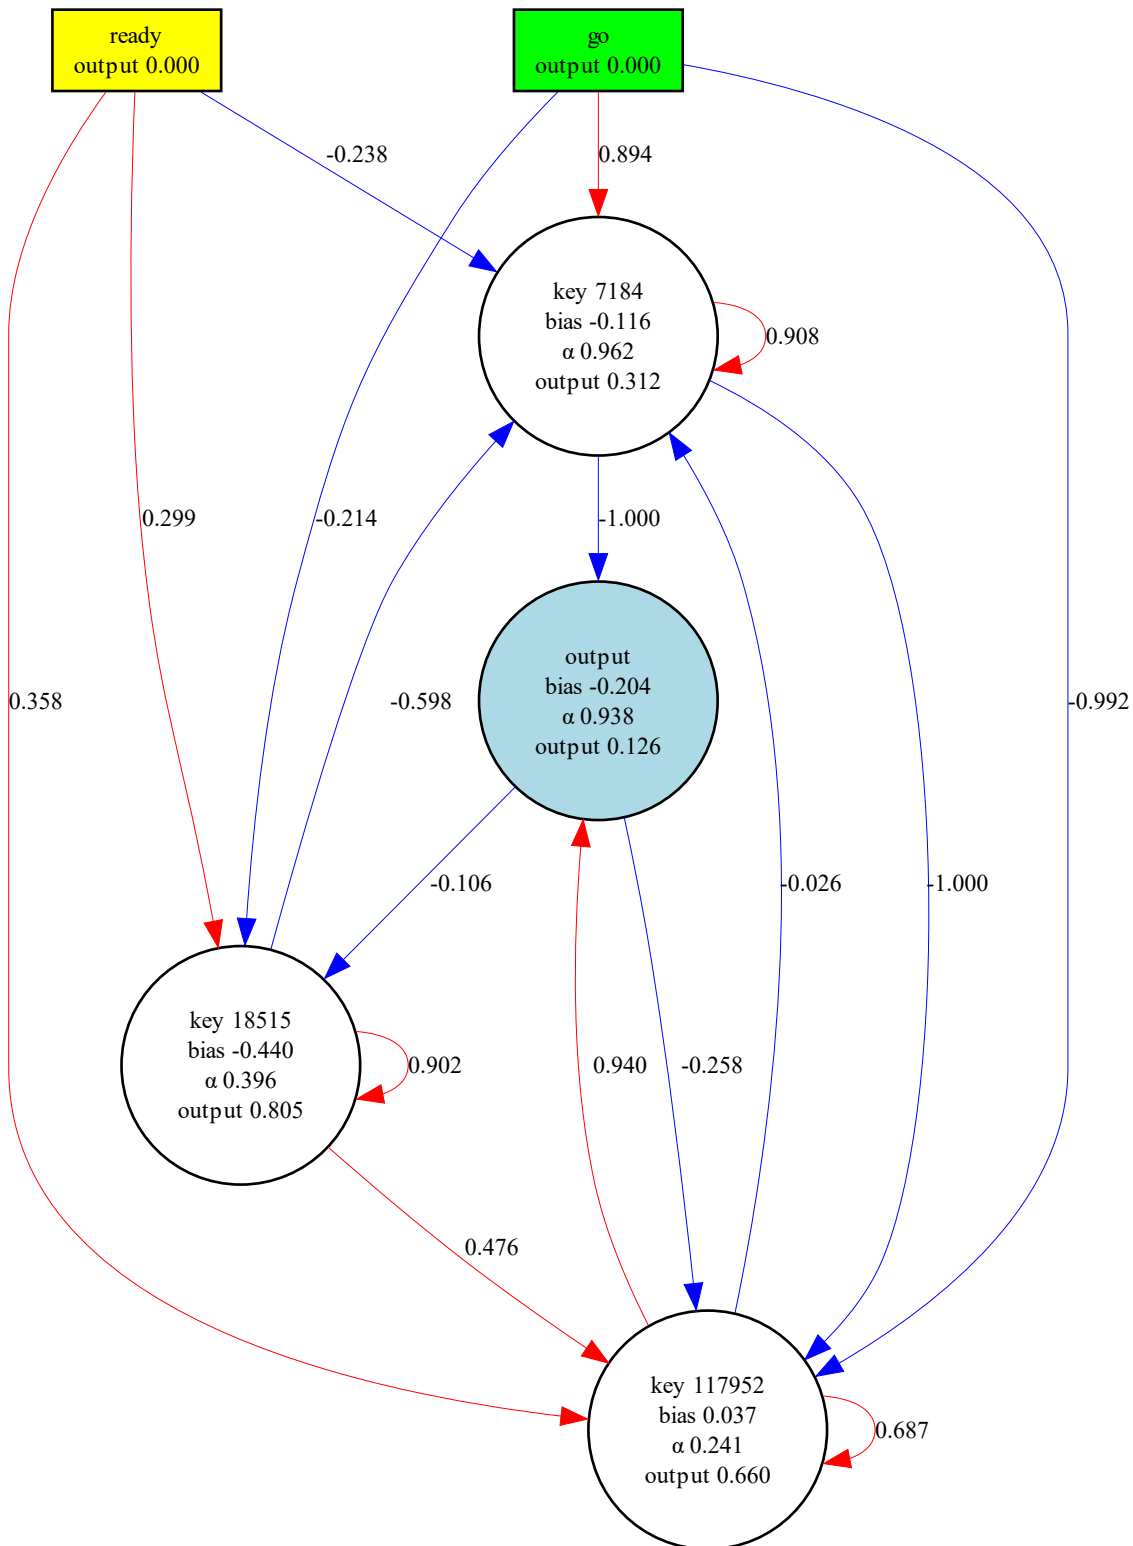 ready
output 0.000
go
output 0.000
-0.238
0.894
key 7184
bias -0.116
α 0.962
output 0.312
0.908
0.299
-0.214
-1.000
output
bias -0.204
α 0.938
output 0.126
0.358
-0.598
-0.992
-0.106
-0.026
-1.000
key 18515
bias -0.440
α 0.396
output 0.805
0.902
0.940
-0.258
0.476
key 117952
bias 0.037
α 0.241
output 0.660
0.687